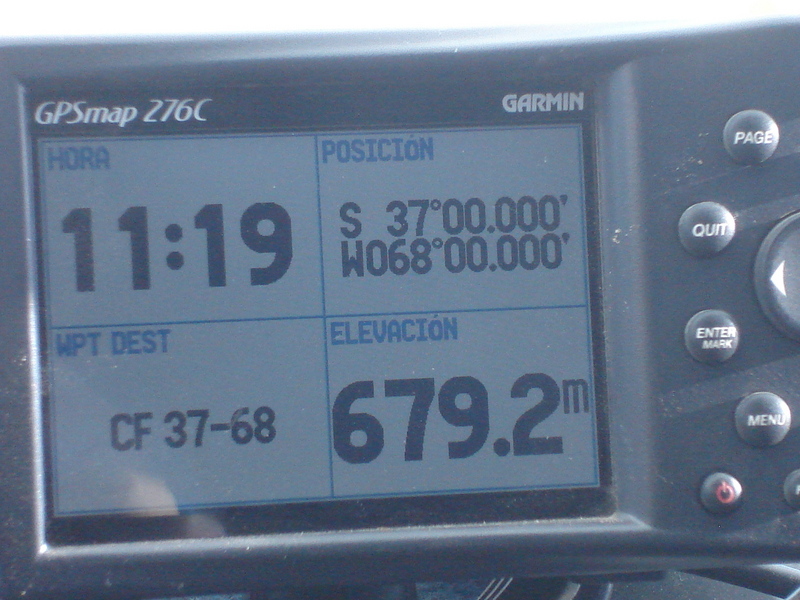 GPSmap 276C
GARMIN
HORA
11:19
POSICIÓN
S 37°00.000'
W068°00.000'
WPT DEST
CF 37-68
ELEVACIÓN
679.2m
PAGE
QUIT
ENTER
MARK
MENU